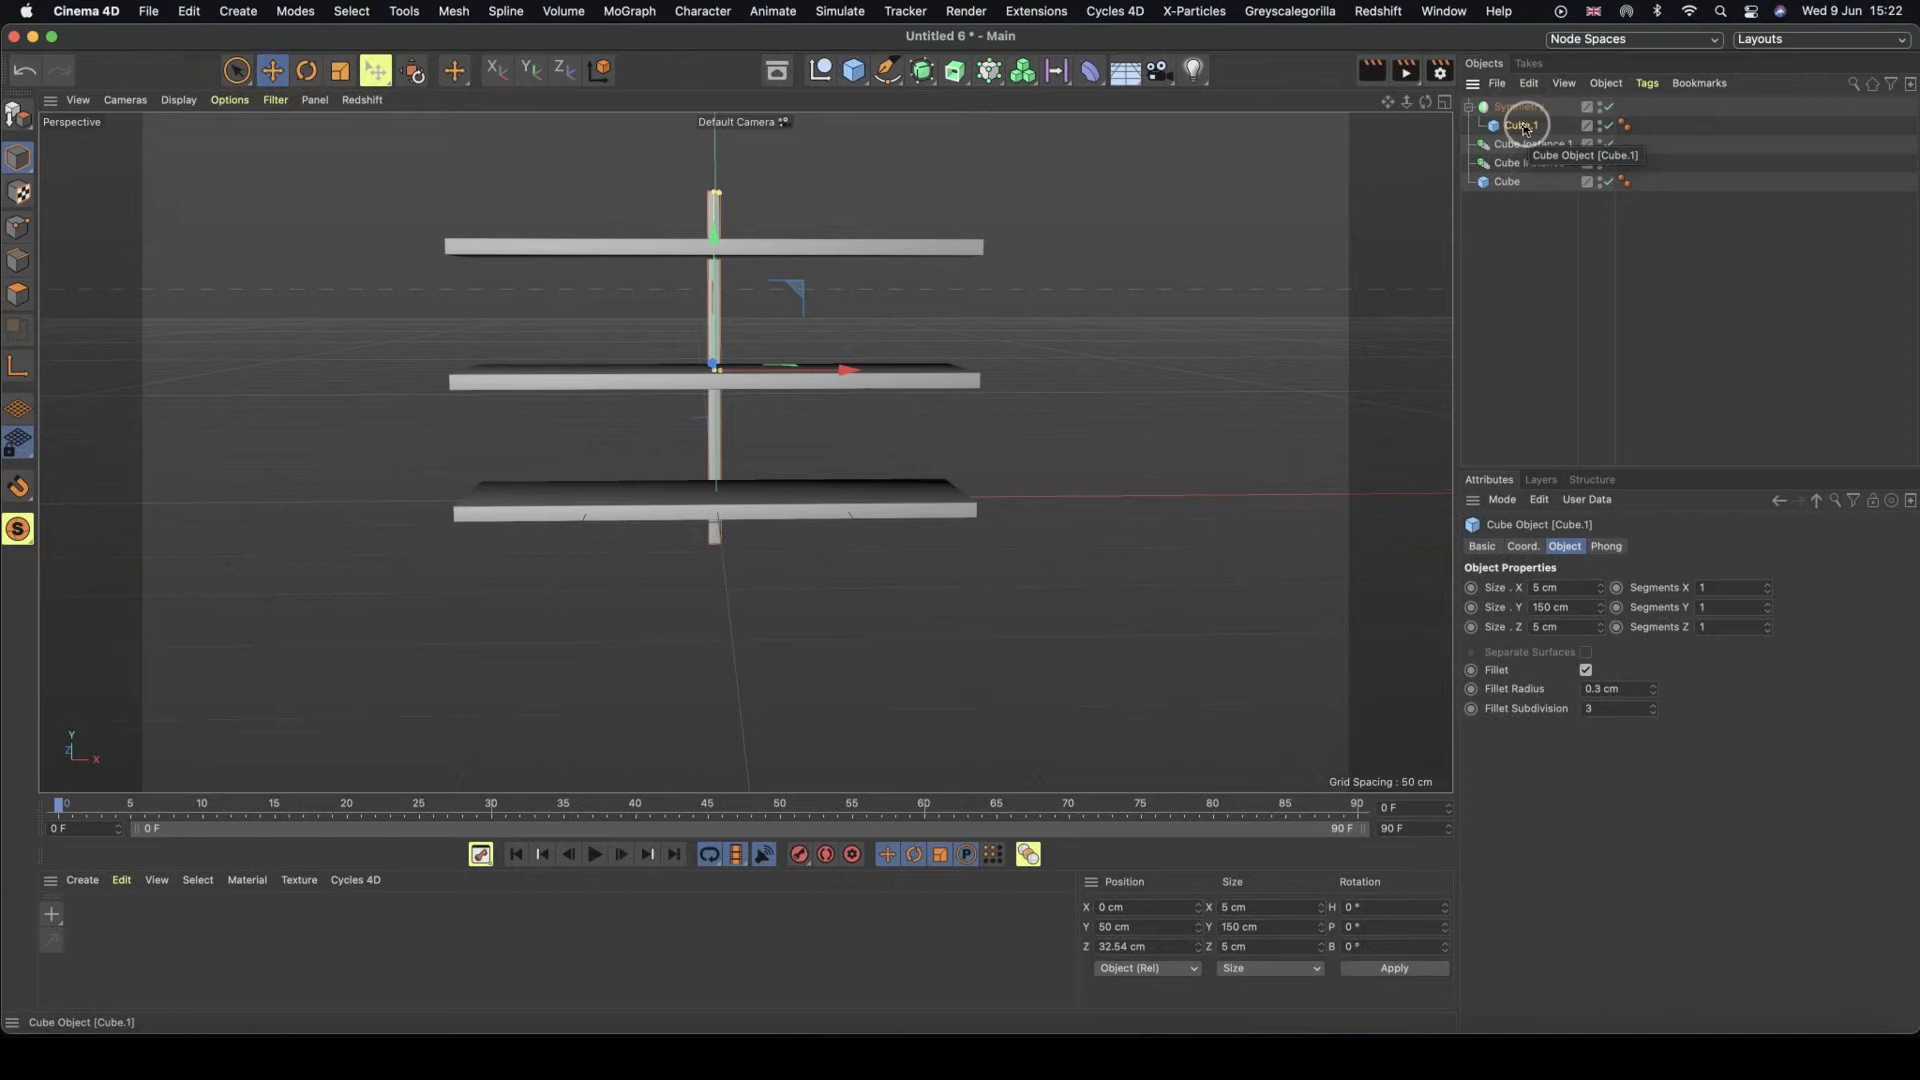 Cinema 4D File Edit Create Modes Select Tools Mesh Spline Volume MoGraph Character Animate Simulate Tracker Render Extensions Cycles 4D X-Particles Greyscalegorilla Redshift Window Help Wed 9 Jun 15:22
Untitled 6 * - Main
Node Spaces Layouts
Objects Takes
File Edit View Object Tags Bookmarks
View Cameras Display Options Filter Panel Redshift
Perspective
Default Camera
Symmetry
Cube.1
Cube Instance 1
Cube Object [Cube.1]
Cube
Cube
Attributes Layers Structure
Mode Edit User Data
Cube Object [Cube.1]
Basic Coord. Object Phong
Object Properties
Size . X 5 cm Segments X 1
Size . Y 150 cm Segments Y 1
Size . Z 5 cm Segments Z 1
Separate Surfaces
Fillet
Fillet Radius 0.3 cm
Fillet Subdivision 3
Y
Z
X
Grid Spacing : 50 cm
0 5 10 15 20 25 30 35 40 45 50 55 60 65 70 75 80 85 90 0 F
0 F 0 F 90 F 90 F
Create Edit View Select Material Texture Cycles 4D
Position Size Rotation
X 0 cm X 5 cm H 0 °
Y 50 cm Y 150 cm P 0 °
Z 32.54 cm Z 5 cm B 0 °
Object (Rel) Size Apply
Cube Object [Cube.1]